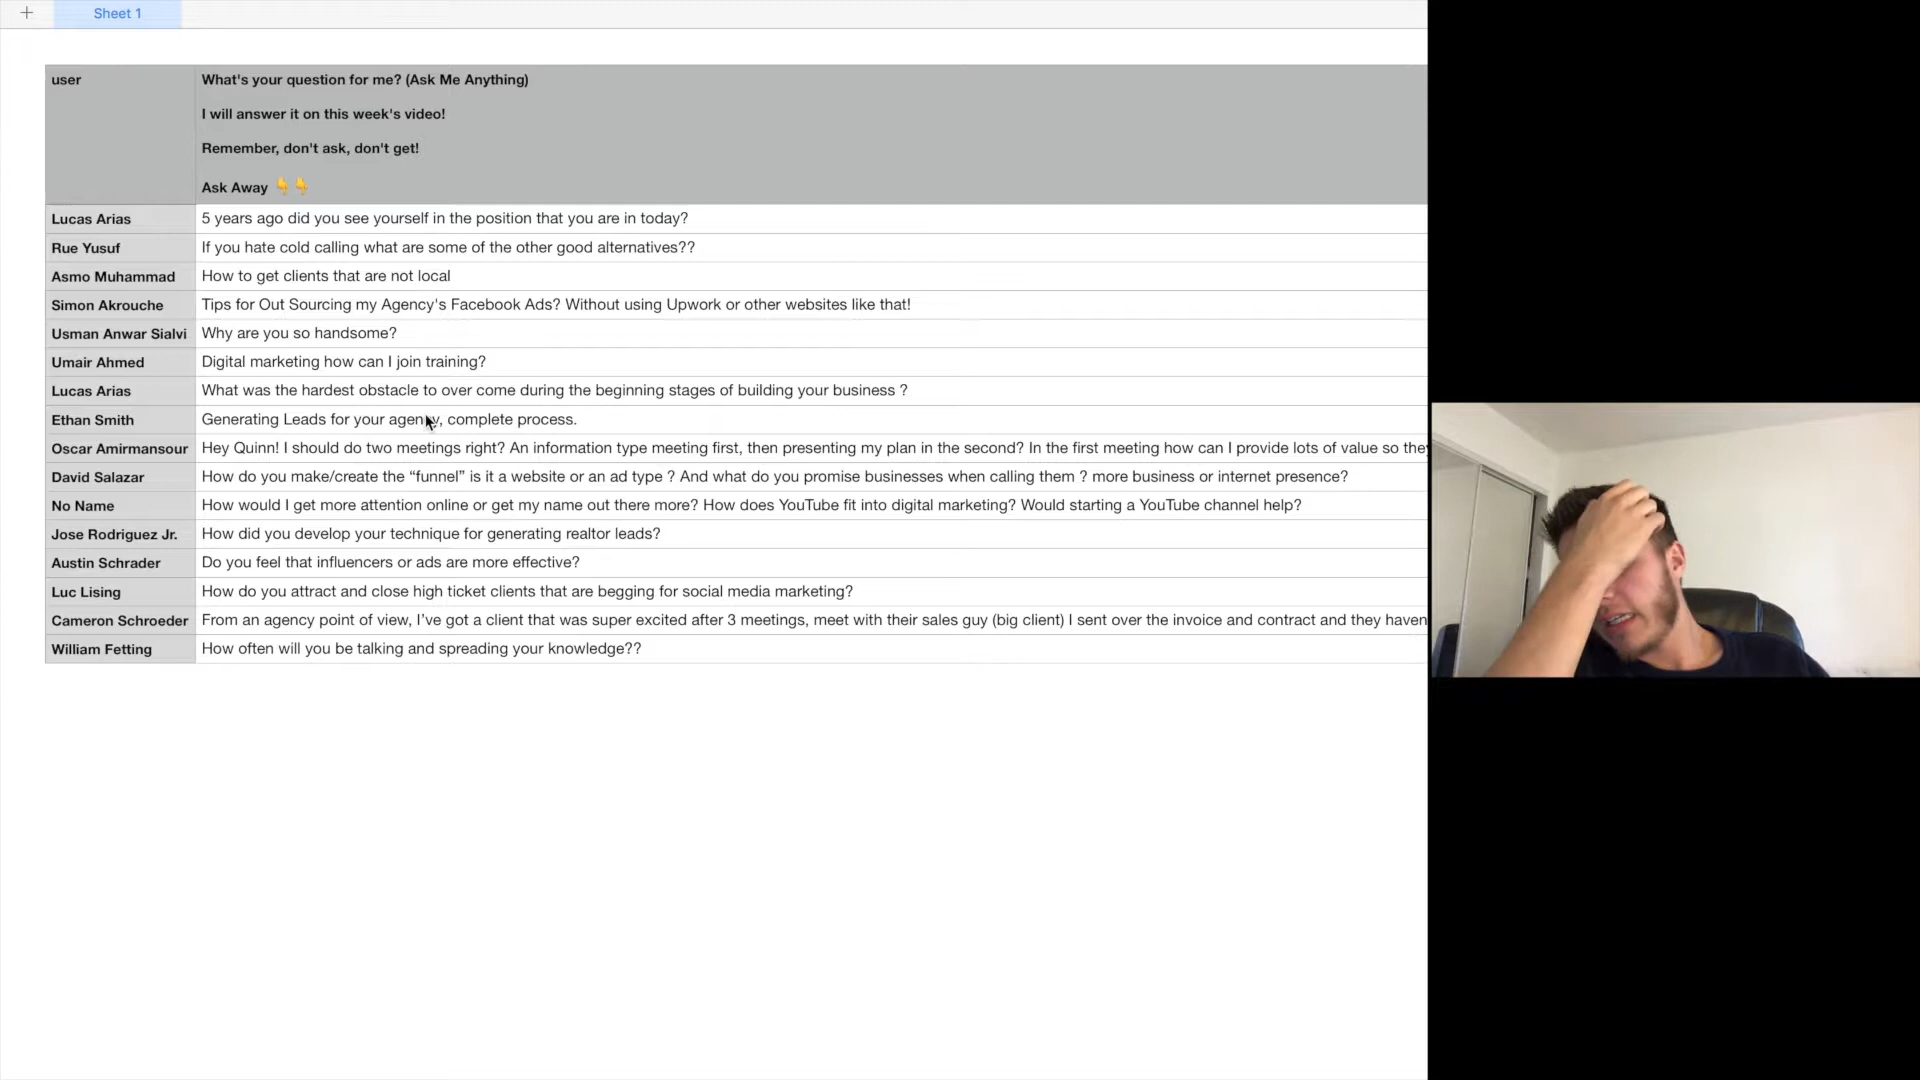 Sheet 1
user What's your question for me? (Ask Me Anything)
I will answer it on this week's video!
Remember, don't ask, don't get!
Ask Away 👇👇
Lucas Arias 5 years ago did you see yourself in the position that you are in today?
Rue Yusuf If you hate cold calling what are some of the other good alternatives??
Asmo Muhammad How to get clients that are not local
Simon Akrouche Tips for Out Sourcing my Agency's Facebook Ads? Without using Upwork or other websites like that!
Usman Anwar Sialvi Why are you so handsome?
Umair Ahmed Digital marketing how can I join training?
Lucas Arias What was the hardest obstacle to over come during the beginning stages of building your business ?
Ethan Smith Generating Leads for your agency, complete process.
Oscar Amirmansour Hey Quinn! I should do two meetings right? An information type meeting first, then presenting my plan in the second? In the first meeting how can I provide lots of value so they
David Salazar How do you make/create the “funnel” is it a website or an ad type ? And what do you promise businesses when calling them ? more business or internet presence?
No Name How would I get more attention online or get my name out there more? How does YouTube fit into digital marketing? Would starting a YouTube channel help?
Jose Rodriguez Jr. How did you develop your technique for generating realtor leads?
Austin Schrader Do you feel that influencers or ads are more effective?
Luc Lising How do you attract and close high ticket clients that are begging for social media marketing?
Cameron Schroeder From an agency point of view, I’ve got a client that was super excited after 3 meetings, meet with their sales guy (big client) I sent over the invoice and contract and they haven
William Fetting How often will you be talking and spreading your knowledge??